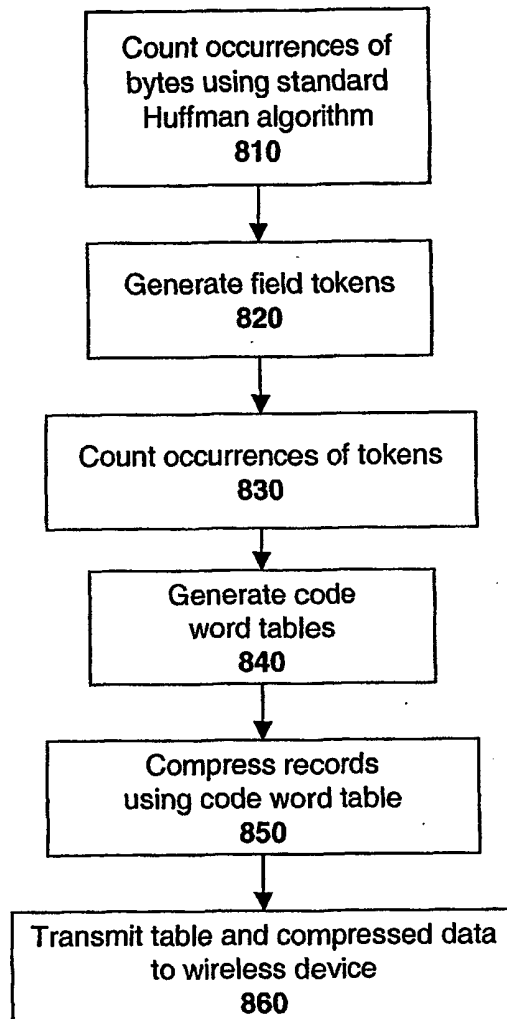 Count occurrences of
bytes using standard
Huffman algorithm
810
Generate field tokens
820
Count occurrences of tokens
830
Generate code
word tables
840
Compress records
using code word table
850
Transmit table and compressed data
to wireless device
860